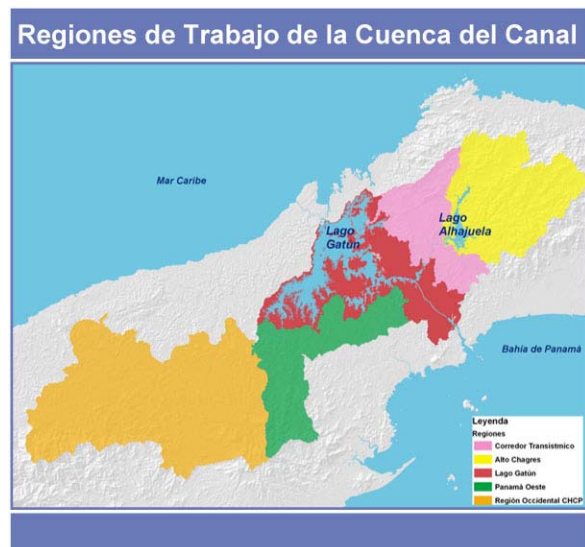 Regiones de Trabajo de la Cuenca del Canal
Mar Caribe
Lago
Gatún
Lago
Alhajuela
Bahía de Panamá
Leyenda
Regiones
Corredor Transístmico
Alto Chagres
Lago Gatún
Panamá Oeste
Región Occidental CHCP